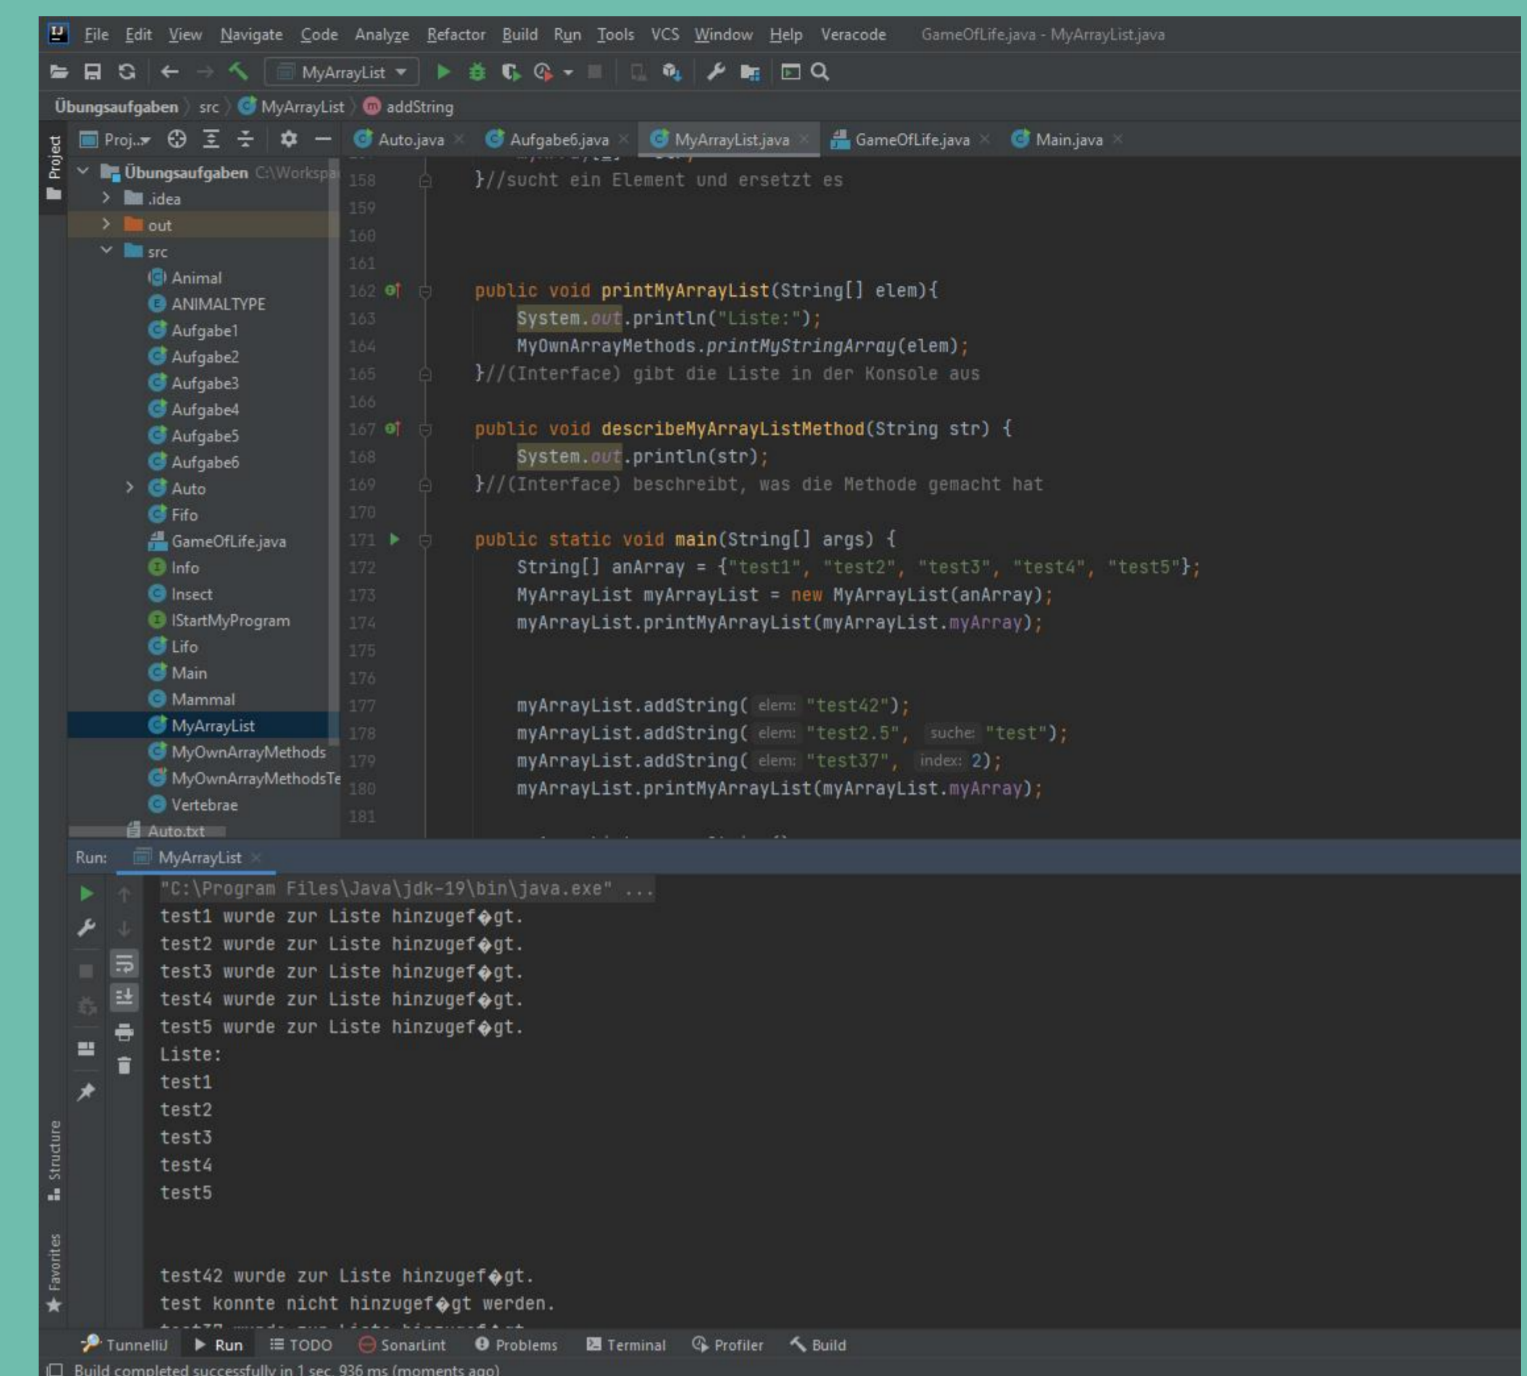 File Edit View Navigate Code Analyze Refactor Build Run Tools VCS Window Help Veracode GameOfLife.java - MyArrayList.java
MyArrayList
Übungsaufgaben src MyArrayList addString
Proj... Auto.java Aufgabe6.java MyArrayList.java GameOfLife.java Main.java
Project
Übungsaufgaben C:\Workspa
.idea
out
src
Animal
ANIMALTYPE
Aufgabe1
Aufgabe2
Aufgabe3
Aufgabe4
Aufgabe5
Aufgabe6
Auto
Fifo
GameOfLife.java
Info
Insect
IStartMyProgram
Lifo
Main
Mammal
MyArrayList
MyOwnArrayMethods
MyOwnArrayMethodsTe
Vertebrae
Auto.txt
158 }//sucht ein Element und ersetzt es
159
160
161
162 public void printMyArrayList(String[] elem){
163 System.out.println("Liste:");
164 MyOwnArrayMethods.printMyStringArray(elem);
165 }//(Interface) gibt die Liste in der Konsole aus
166
167 public void describeMyArrayListMethod(String str) {
168 System.out.println(str);
169 }//(Interface) beschreibt, was die Methode gemacht hat
170
171 public static void main(String[] args) {
172 String[] anArray = {"test1", "test2", "test3", "test4", "test5"};
173 MyArrayList myArrayList = new MyArrayList(anArray);
174 myArrayList.printMyArrayList(myArrayList.myArray);
175
176
177 myArrayList.addString( elem: "test42");
178 myArrayList.addString( elem: "test2.5", suche: "test");
179 myArrayList.addString( elem: "test37", index: 2);
180 myArrayList.printMyArrayList(myArrayList.myArray);
181
Run: MyArrayList
"C:\Program Files\Java\jdk-19\bin\java.exe" ...
test1 wurde zur Liste hinzugef�gt.
test2 wurde zur Liste hinzugef�gt.
test3 wurde zur Liste hinzugef�gt.
test4 wurde zur Liste hinzugef�gt.
test5 wurde zur Liste hinzugef�gt.
Liste:
test1
test2
test3
test4
test5
test42 wurde zur Liste hinzugef�gt.
test konnte nicht hinzugef�gt werden.
Structure
Favorites
TunnelliJ Run TODO SonarLint Problems Terminal Profiler Build
Build completed successfully in 1 sec, 936 ms (moments ago)